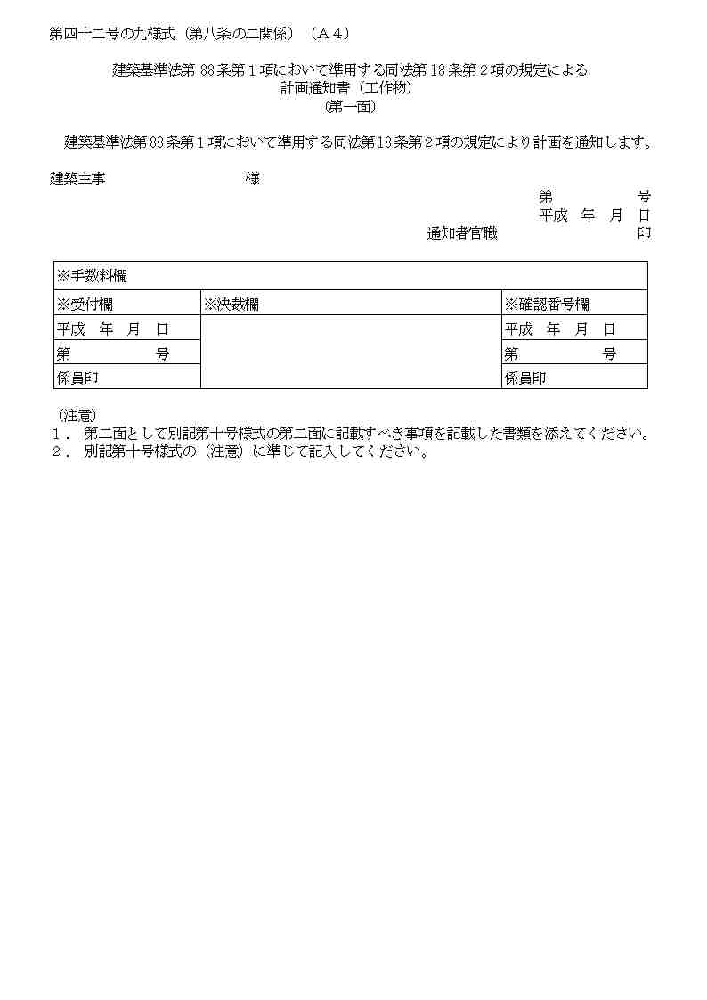 第四十二号の九様式（第八条の二関係）（Ａ４）
建築基準法第88条第１項において準用する同法第18条第２項の規定による
計画通知書（工作物）
（第一面）
建築基準法第88条第１項において準用する同法第18条第２項の規定により計画を通知します。
建築主事　　　　　　　　　　様
第　　　　　　号
平成　年　月　日
通知者官職　　　　　　　　　　印
※手数料欄
※受付欄　※決裁欄　※確認番号欄
平成　年　月　日　平成　年　月　日
第　　　　　　号　第　　　　　　号
係員印　係員印
（注意）
１．第二面として別記第十号様式の第二面に記載すべき事項を記載した書類を添えてください。
２．別記第十号様式の（注意）に準じて記入してください。